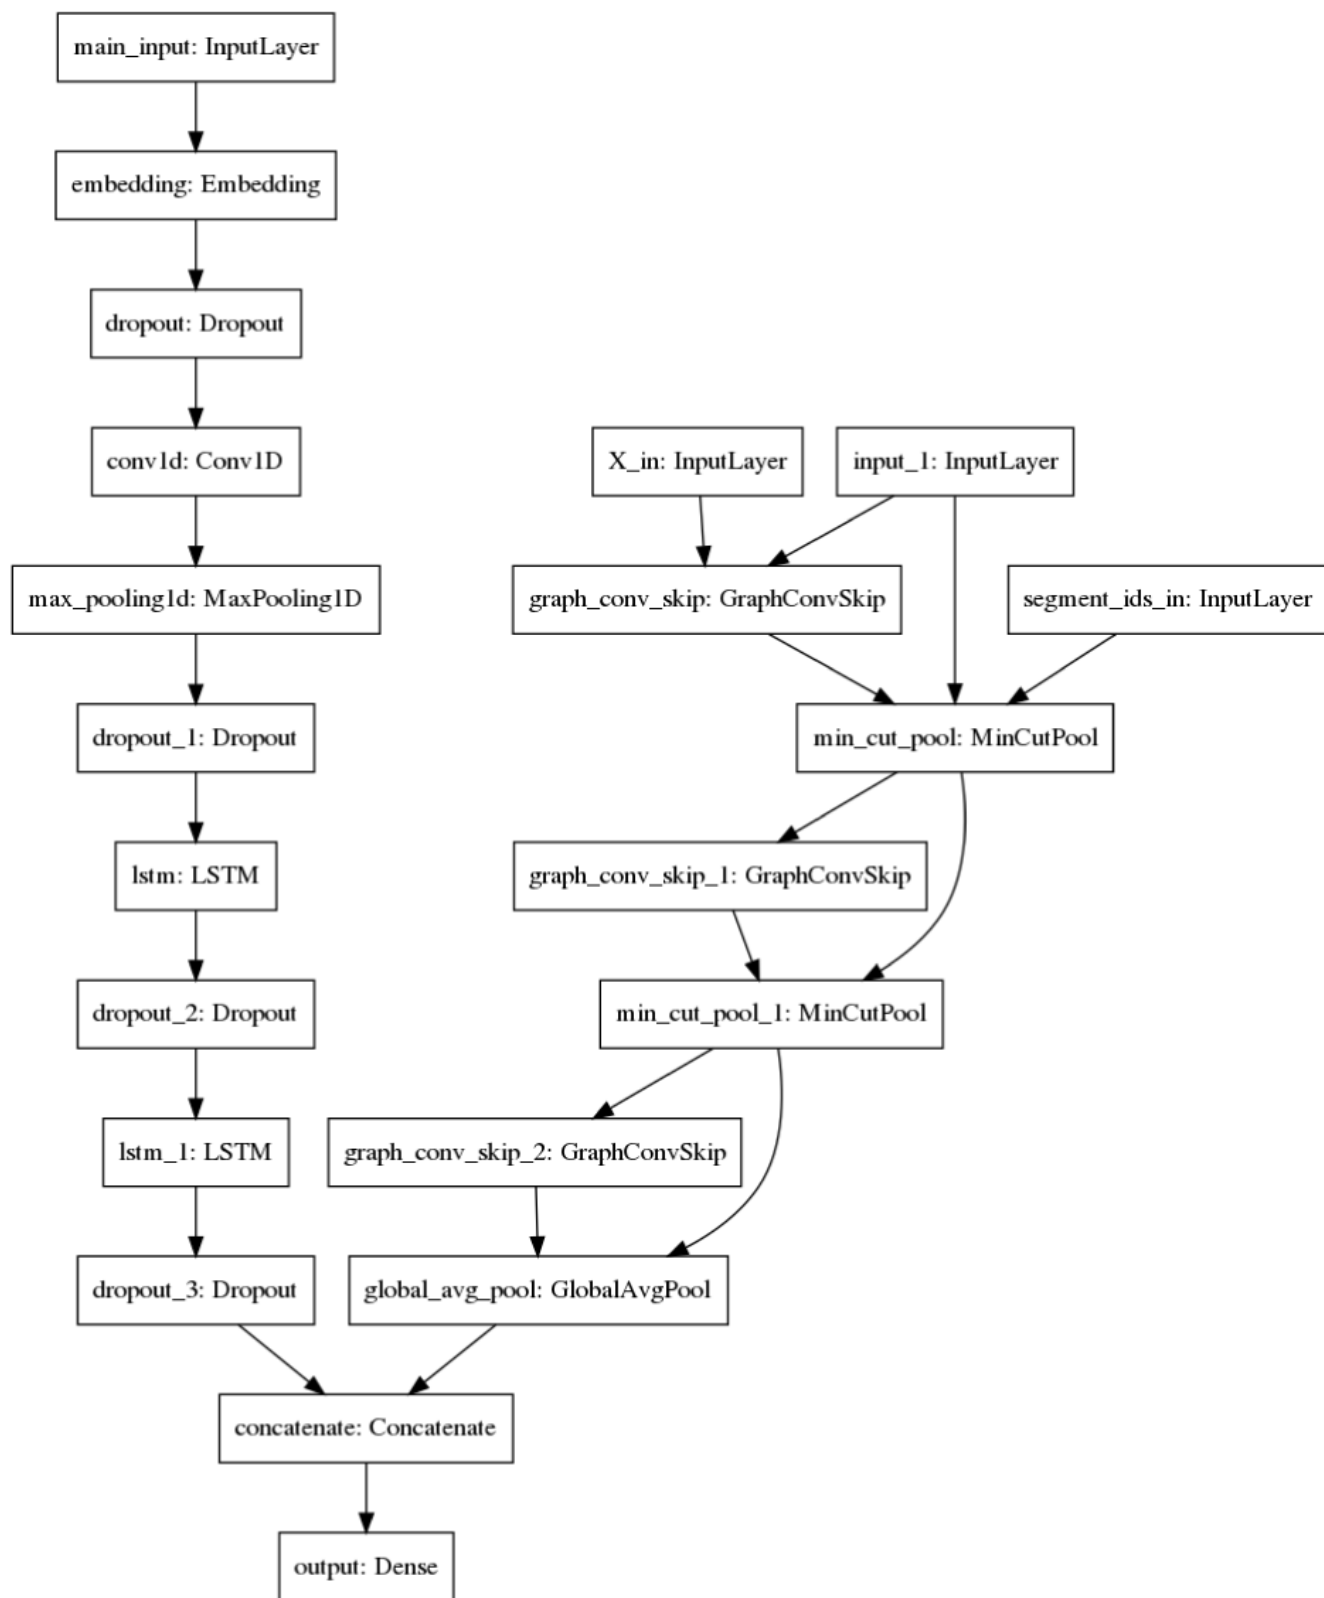 main_input: InputLayer
embedding: Embedding
dropout: Dropout
conv1d: Conv1D
X_in: InputLayer
input_1: InputLayer
max_pooling1d: MaxPooling1D
graph_conv_skip: GraphConvSkip
segment_ids_in: InputLayer
dropout_1: Dropout
min_cut_pool: MinCutPool
lstm: LSTM
graph_conv_skip_1: GraphConvSkip
dropout_2: Dropout
min_cut_pool_1: MinCutPool
lstm_1: LSTM
graph_conv_skip_2: GraphConvSkip
dropout_3: Dropout
global_avg_pool: GlobalAvgPool
concatenate: Concatenate
output: Dense